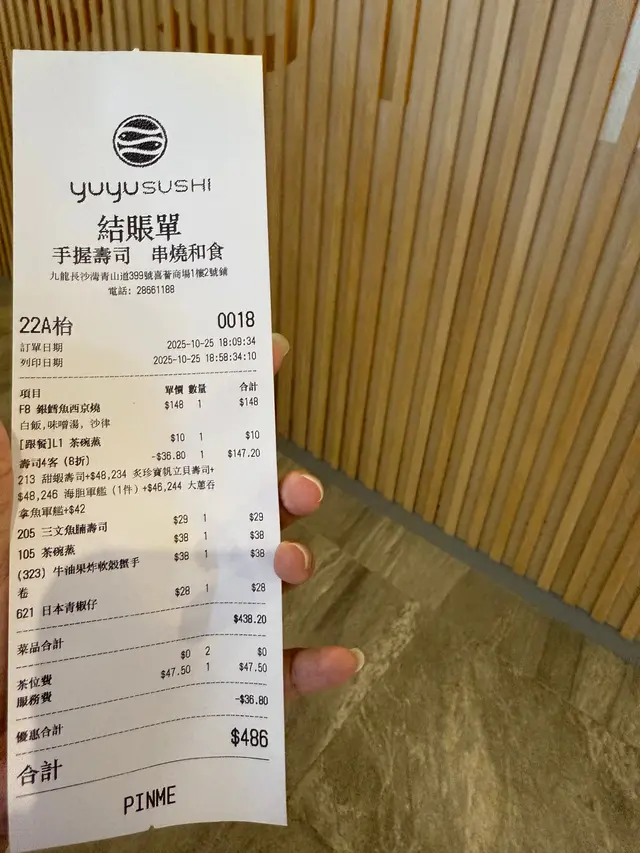 yuyuSUSHI
結賬單
手握壽司 串燒和食
九龍長沙灣青山道399號喜薈商場1樓2號鋪
電話: 28661188
22A枱 0018
訂單日期 2025-10-25 18:09:34
列印日期 2025-10-25 18:58:34:10
項目 單價 數量 合計
F8 銀鱈魚西京燒 $148 1 $148
白飯,味噌湯, 沙律
[跟餐]L1 茶碗蒸 $10 1 $10
壽司4客 (8折) -$36.80 1 $147.20
213 甜蝦壽司+$48,234 炙珍寶帆立貝壽司+
$48,246 海胆軍艦 (1件)+$46,244 大蔥吞
拿魚軍艦+$42
205 三文魚腩壽司 $29 1 $29
105 茶碗蒸 $38 1 $38
(323) 牛油果炸軟殼蟹手 $38 1 $38
卷
621 日本青椒仔 $28 1 $28
菜品合計 $438.20
茶位費 $0 2 $0
服務費 $47.50 1 $47.50
優惠合計 -$36.80
合計 $486
PINME